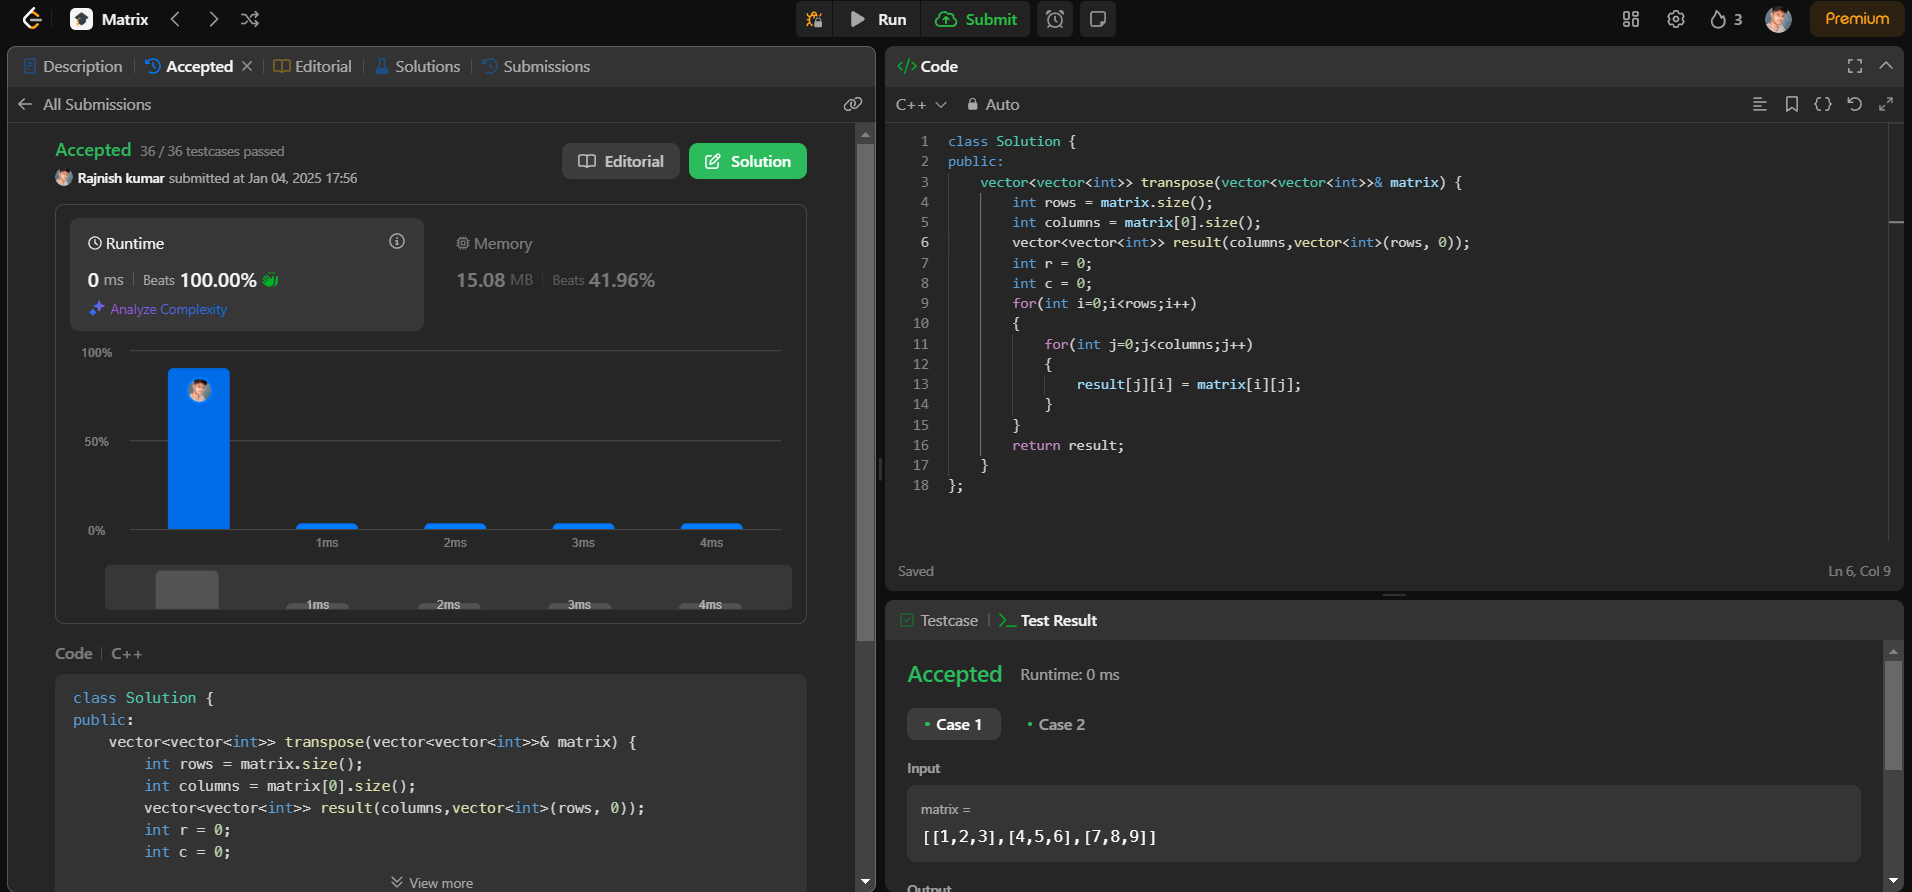 Matrix
Run
Submit
3
Premium
Description
Accepted
Editorial
Solutions
Submissions
All Submissions
Accepted 36 / 36 testcases passed
Rajnish kumar submitted at Jan 04, 2025 17:56
Editorial
Solution
Runtime
0 ms Beats 100.00%
Analyze Complexity
Memory
15.08 MB Beats 41.96%
100%
50%
0%
1ms 2ms 3ms 4ms
1ms 2ms 3ms 4ms
Code C++
class Solution {
public:
    vector<vector<int>> transpose(vector<vector<int>>& matrix) {
        int rows = matrix.size();
        int columns = matrix[0].size();
        vector<vector<int>> result(columns,vector<int>(rows, 0));
        int r = 0;
        int c = 0;
View more
Code
C++ Auto
1 class Solution {
2 public:
3     vector<vector<int>> transpose(vector<vector<int>>& matrix) {
4         int rows = matrix.size();
5         int columns = matrix[0].size();
6         vector<vector<int>> result(columns,vector<int>(rows, 0));
7         int r = 0;
8         int c = 0;
9         for(int i=0;i<rows;i++)
10         {
11             for(int j=0;j<columns;j++)
12             {
13                 result[j][i] = matrix[i][j];
14             }
15         }
16         return result;
17     }
18 };
Saved
Ln 6, Col 9
Testcase
Test Result
Accepted Runtime: 0 ms
Case 1
Case 2
Input
matrix =
[[1,2,3],[4,5,6],[7,8,9]]
Output